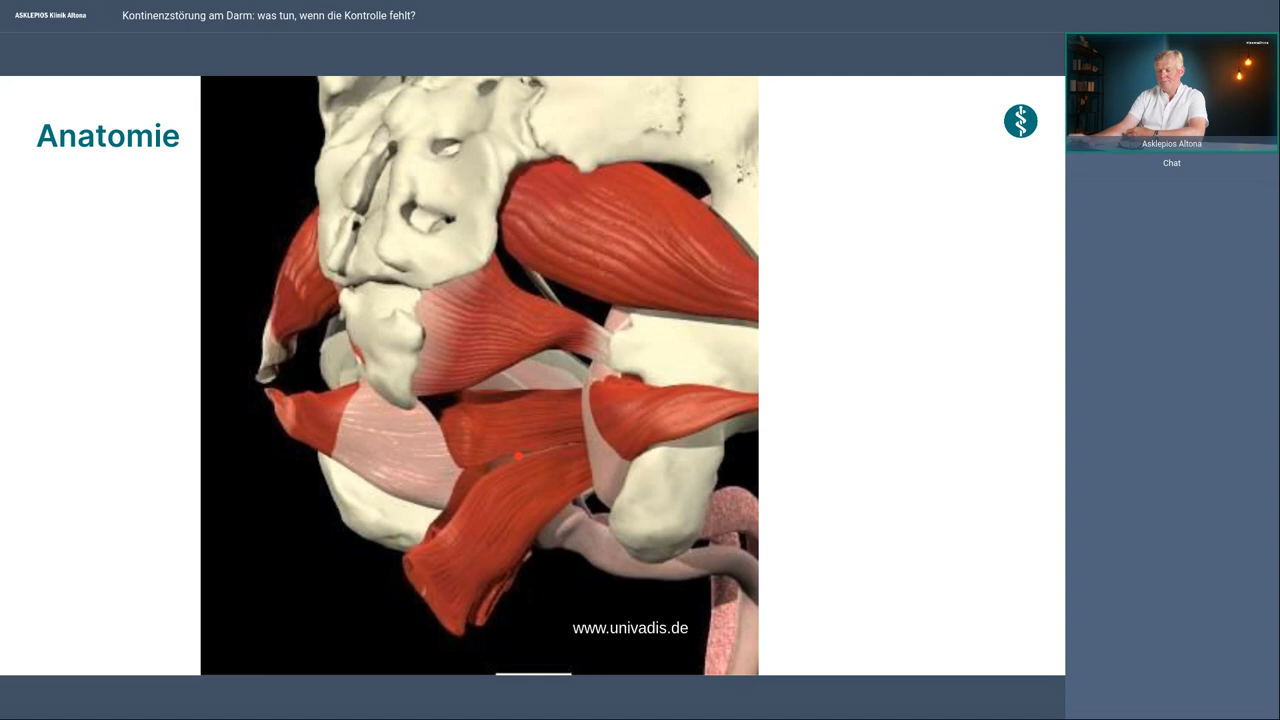 ASKLEPIOS Klinik Altona
Kontinenzstörung am Darm: was tun, wenn die Kontrolle fehlt?
Anatomie
Asklepios Altona
Chat
www.univadis.de